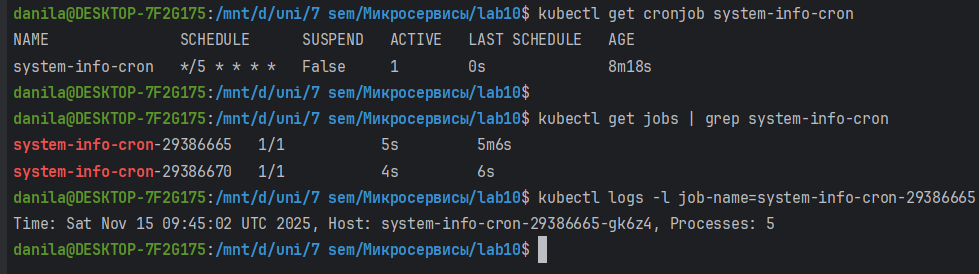 danila@DESKTOP-7F2G175:/mnt/d/uni/7 sem/Микросервисы/lab10$ kubectl get cronjob system-info-cron
NAME               SCHEDULE      SUSPEND   ACTIVE   LAST SCHEDULE   AGE
system-info-cron   */5 * * * *   False     1        0s              8m18s
danila@DESKTOP-7F2G175:/mnt/d/uni/7 sem/Микросервисы/lab10$
danila@DESKTOP-7F2G175:/mnt/d/uni/7 sem/Микросервисы/lab10$ kubectl get jobs | grep system-info-cron
system-info-cron-29386665   1/1           5s         5m6s
system-info-cron-29386670   1/1           4s         6s
danila@DESKTOP-7F2G175:/mnt/d/uni/7 sem/Микросервисы/lab10$ kubectl logs -l job-name=system-info-cron-29386665
Time: Sat Nov 15 09:45:02 UTC 2025, Host: system-info-cron-29386665-gk6z4, Processes: 5
danila@DESKTOP-7F2G175:/mnt/d/uni/7 sem/Микросервисы/lab10$